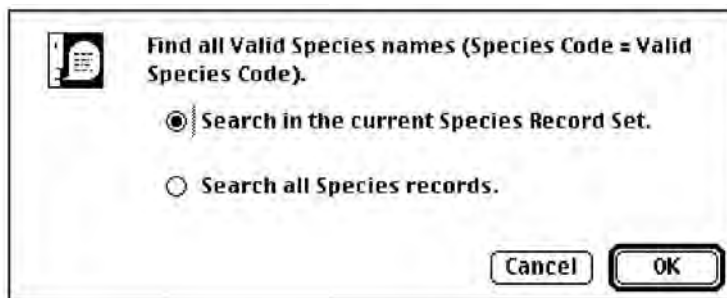 Find all Valid Species names (Species Code = Valid
Species Code).
Search in the current Species Record Set.
Search all Species records.
Cancel OK